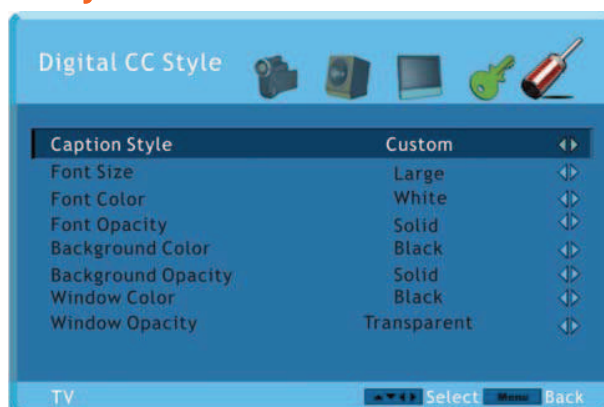 Digital CC Style
Caption Style Custom
Font Size Large
Font Color White
Font Opacity Solid
Background Color Black
Background Opacity Solid
Window Color Black
Window Opacity Transparent
TV Select Menu Back